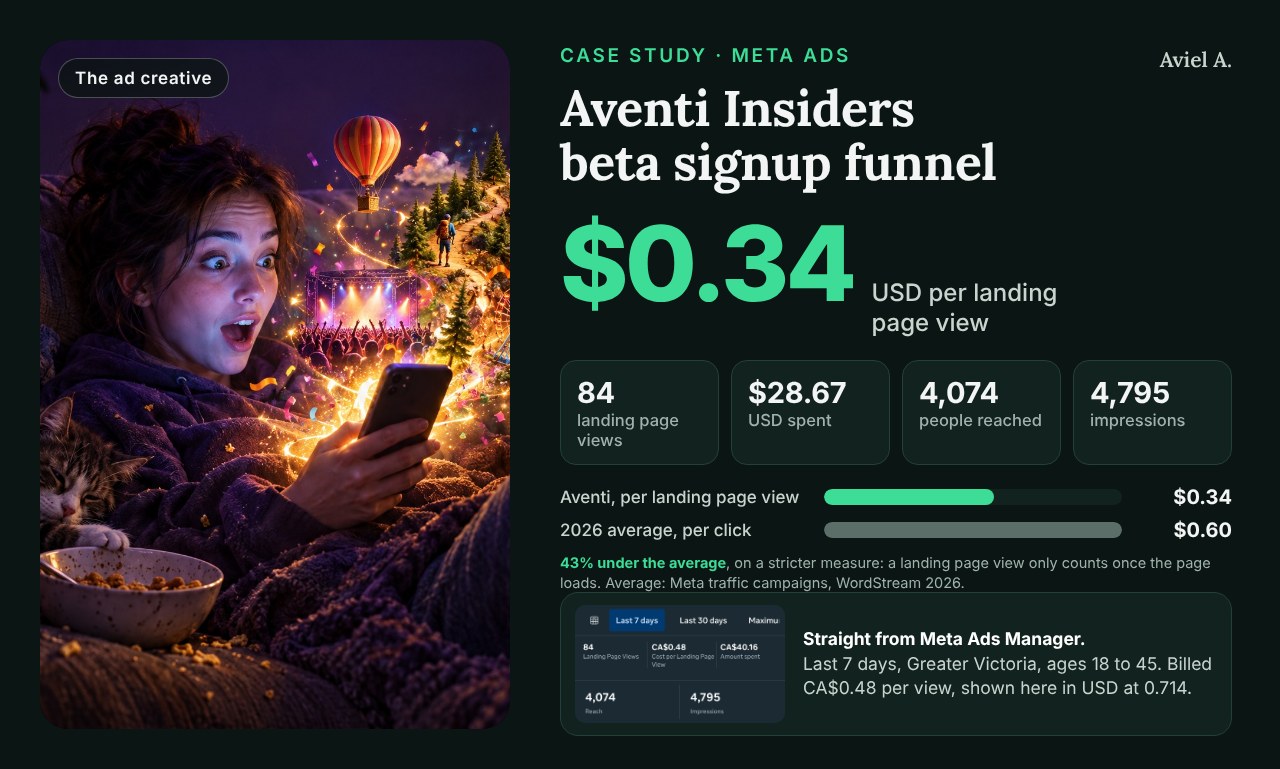 The ad creative
CASE STUDY · META ADS
Aviel A.
Aventi Insiders
beta signup funnel
$0.34
USD per landing
page view
84
landing page
views
$28.67
USD spent
4,074
people reached
4,795
impressions
Aventi, per landing page view
$0.34
2026 average, per click
$0.60
43% under the average, on a stricter measure: a landing page view only counts once the page
loads. Average: Meta traffic campaigns, WordStream 2026.
Last 7 days
Last 30 days
Maximu
84
Landing Page Views
CA$0.48
Cost per Landing Page
View
CA$40.16
Amount spent
4,074
Reach
4,795
Impressions
Straight from Meta Ads Manager.
Last 7 days, Greater Victoria, ages 18 to 45. Billed
CA$0.48 per view, shown here in USD at 0.714.